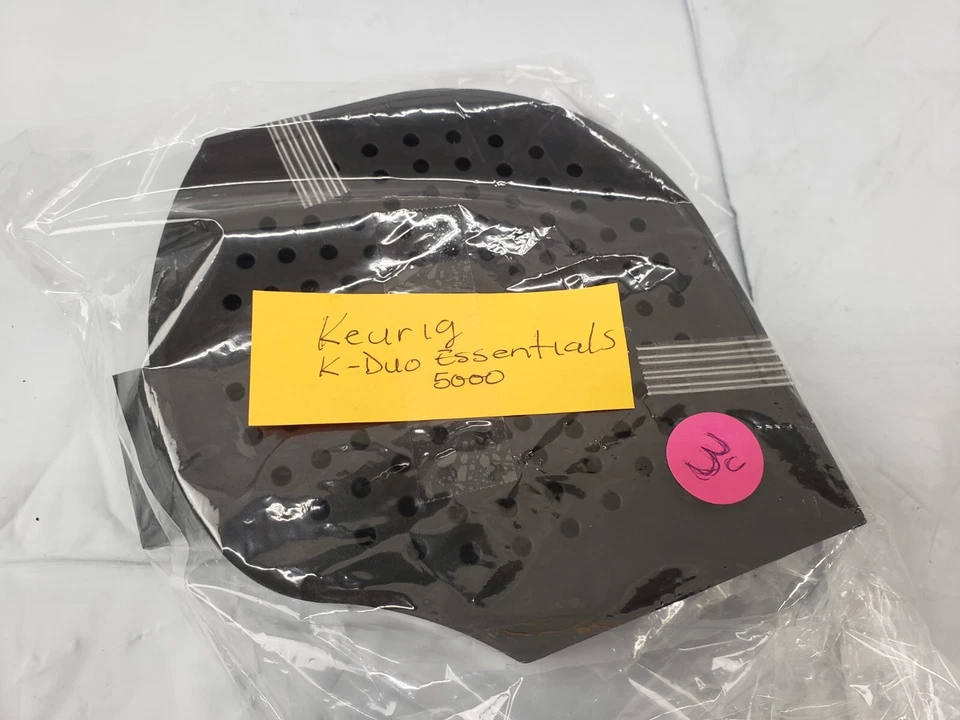 Keurig
K-Duo Essentials
5000
3c